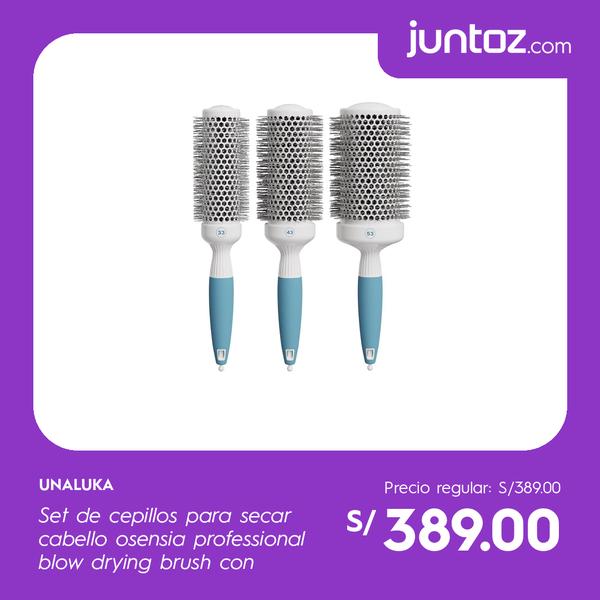 juntoz.com
33
43
53
UNALUKA
Set de cepillos para secar
cabello osensia professional
blow drying brush con
Precio regular: S/389.00
S/ 389.00